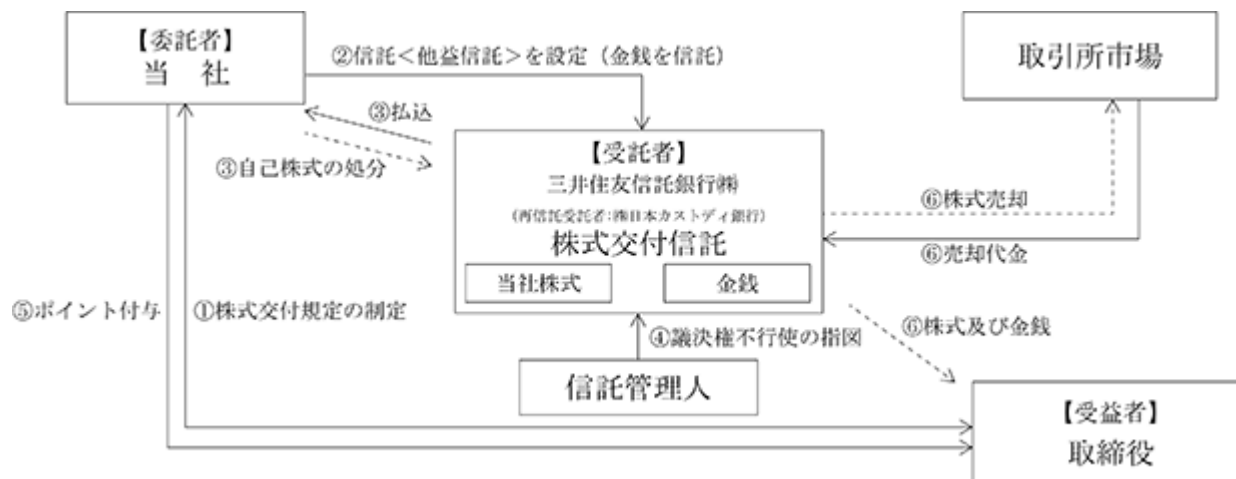 【委託者】
当 社
②信託<他益信託>を設定（金銭を信託）
取引所市場
③払込
③自己株式の処分
【受託者】
三井住友信託銀行㈱
(再信託受託者:㈱日本カストディ銀行)
株式交付信託
当社株式
金銭
⑥株式売却
⑥売却代金
⑤ポイント付与
①株式交付規定の制定
④議決権不行使の指図
⑥株式及び金銭
信託管理人
【受益者】
取締役